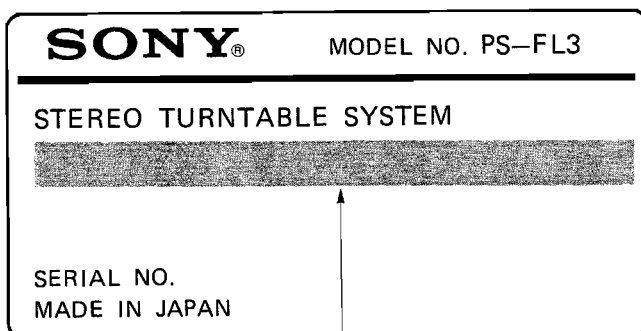 SONY® MODEL NO. PS–FL3
STEREO TURNTABLE SYSTEM
SERIAL NO.
MADE IN JAPAN